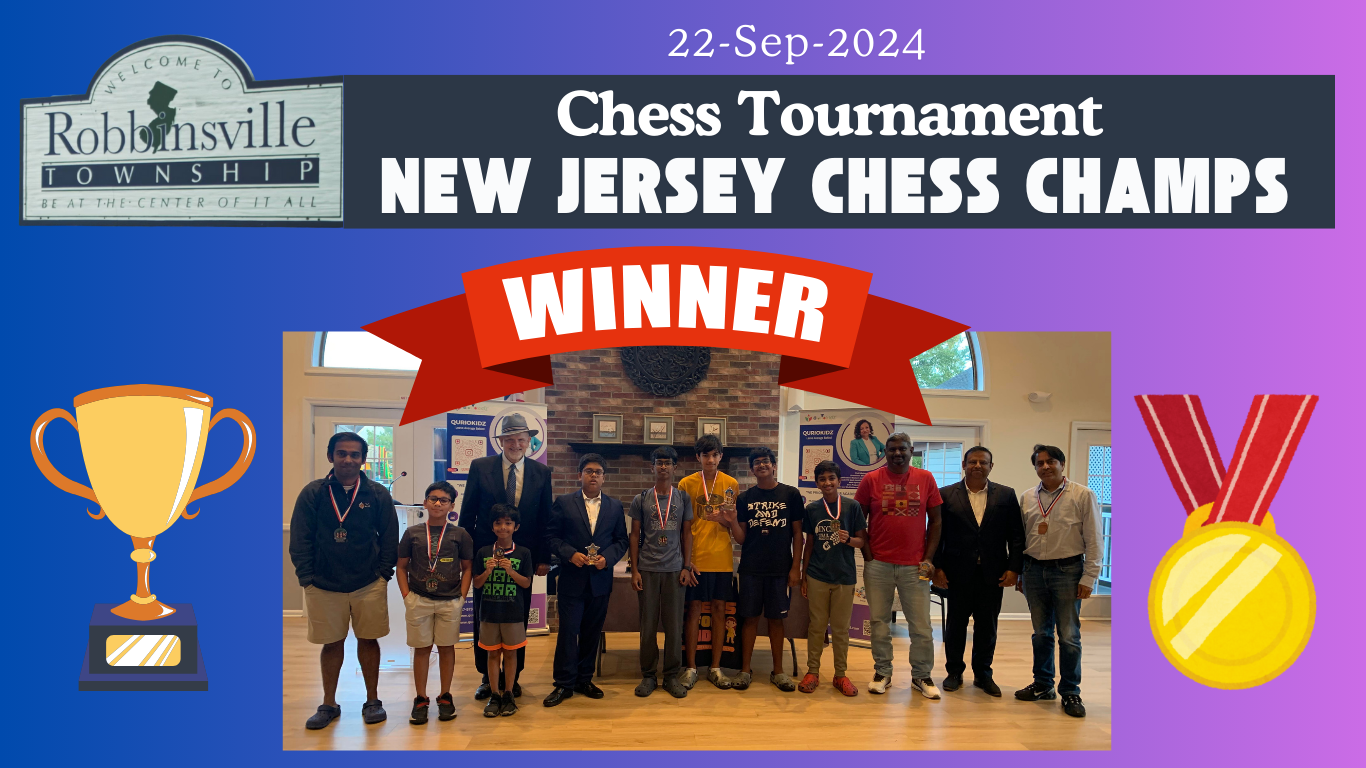 22-Sep-2024
WELCOME TO
Robbinsville
TOWNSHIP
BE AT THE CENTER OF IT ALL
Chess Tournament
NEW JERSEY CHESS CHAMPS
WINNER
QURIOKIDZ
QURIOKIDZ
STRIKE
AND
DEFEND